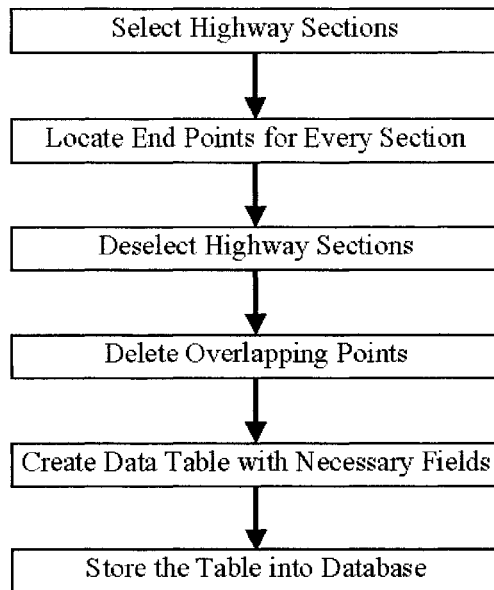 Select Highway Sections
Locate End Points for Every Section
Deselect Highway Sections
Delete Overlapping Points
Create Data Table with Necessary Fields
Store the Table into Database